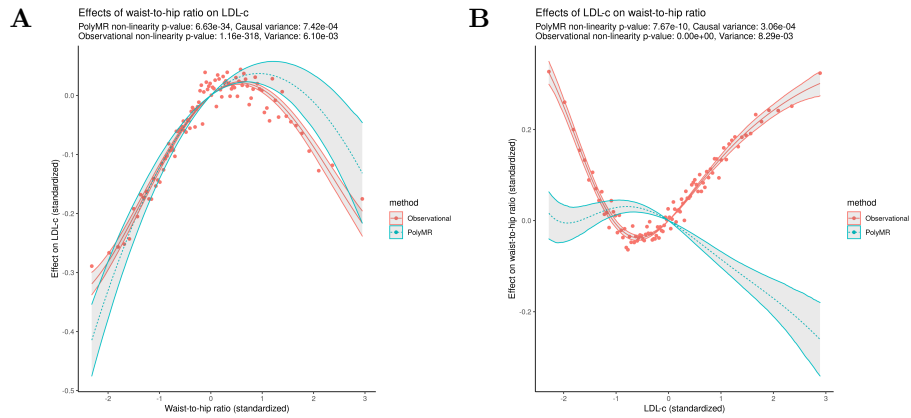 A
Effects of waist-to-hip ratio on LDL-c
PolyMR non-linearity p-value: 6.63e-34, Causal variance: 7.42e-04
Observational non-linearity p-value: 1.16e-318, Variance: 6.10e-03
Effect on LDL-c (standardized)
0.0
-0.1
-0.2
-0.3
-0.4
-0.5
-2
-1
0
1
2
3
Waist-to-hip ratio (standardized)
method
Observational
PolyMR
B
Effects of LDL-c on waist-to-hip ratio
PolyMR non-linearity p-value: 7.67e-10, Causal variance: 3.06e-04
Observational non-linearity p-value: 0.00e+00, Variance: 8.29e-03
Effect on waist-to-hip ratio (standardized)
0.2
0.0
-0.2
-2
-1
0
1
2
3
LDL-c (standardized)
method
Observational
PolyMR